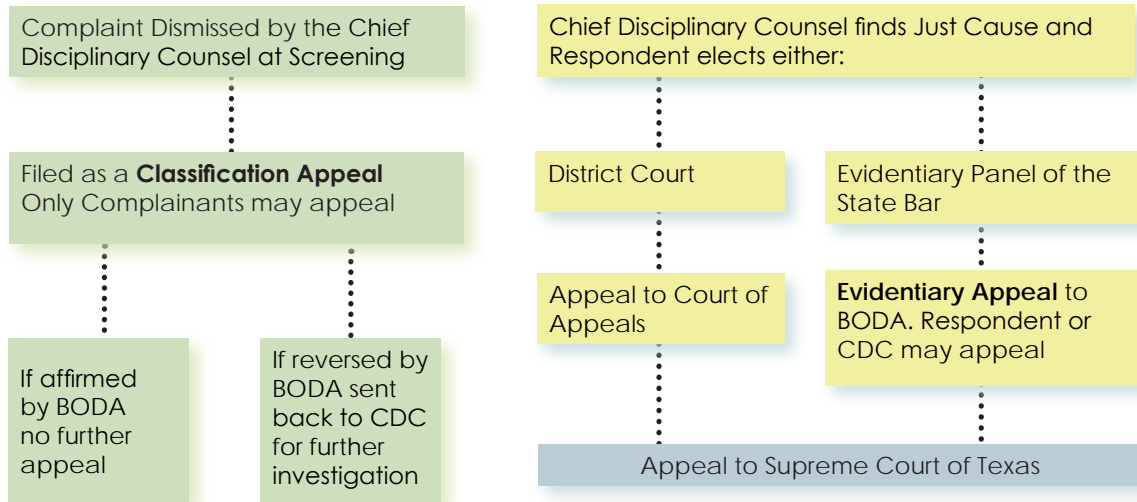 Complaint Dismissed by the Chief
Disciplinary Counsel at Screening
Filed as a Classification Appeal
Only Complainants may appeal
If affirmed
by BODA
no further
appeal
If reversed by
BODA sent
back to CDC
for further
investigation
Chief Disciplinary Counsel finds Just Cause and
Respondent elects either:
District Court
Appeal to Court of
Appeals
Evidentiary Panel of the
State Bar
Evidentiary Appeal to
BODA. Respondent or
CDC may appeal
Appeal to Supreme Court of Texas